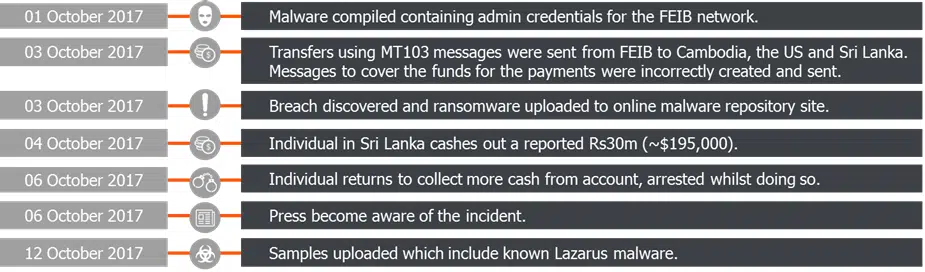 01 October 2017
Malware compiled containing admin credentials for the FEIB network.
03 October 2017
Transfers using MT103 messages were sent from FEIB to Cambodia, the US and Sri Lanka.
Messages to cover the funds for the payments were incorrectly created and sent.
03 October 2017
Breach discovered and ransomware uploaded to online malware repository site.
04 October 2017
Individual in Sri Lanka cashes out a reported Rs30m (~$195,000).
06 October 2017
Individual returns to collect more cash from account, arrested whilst doing so.
06 October 2017
Press become aware of the incident.
12 October 2017
Samples uploaded which include known Lazarus malware.